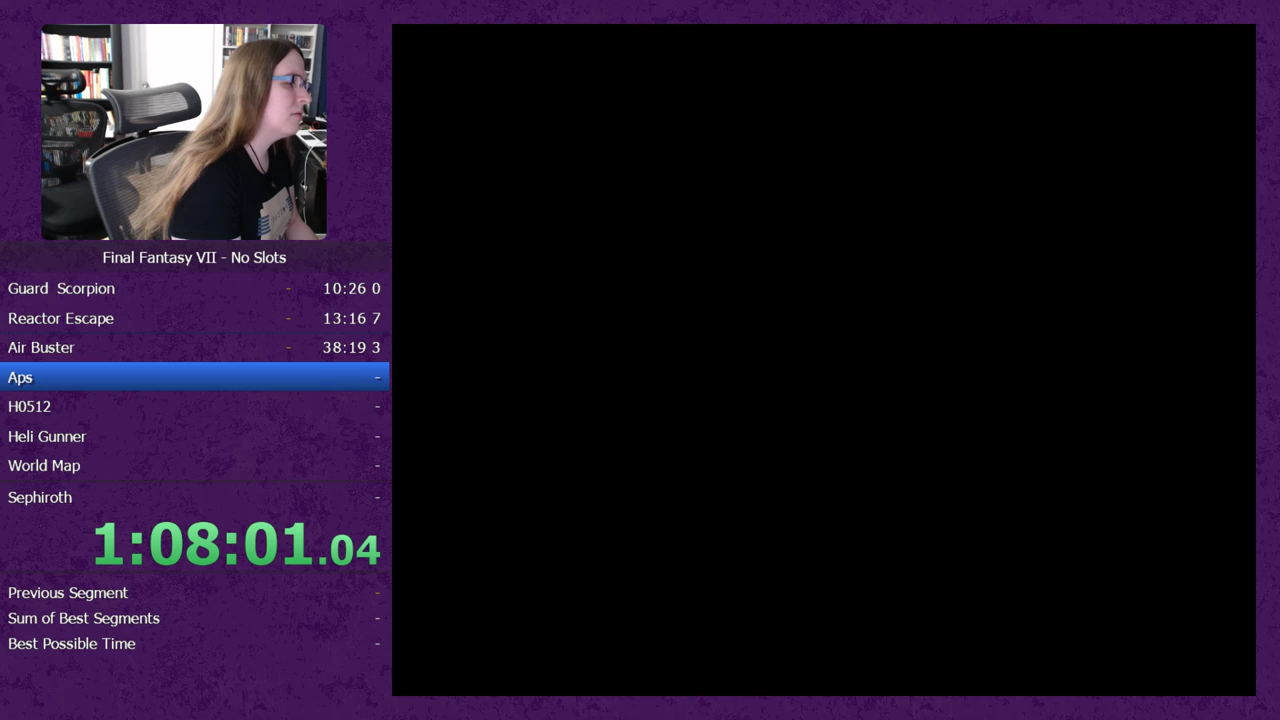 Final Fantasy VII - No Slots
Guard Scorpion - 10:26 0
Reactor Escape - 13:16 7
Air Buster - 38:19 3
Aps -
H0512 -
Heli Gunner -
World Map -
Sephiroth -
1:08:01.04
Previous Segment -
Sum of Best Segments -
Best Possible Time -